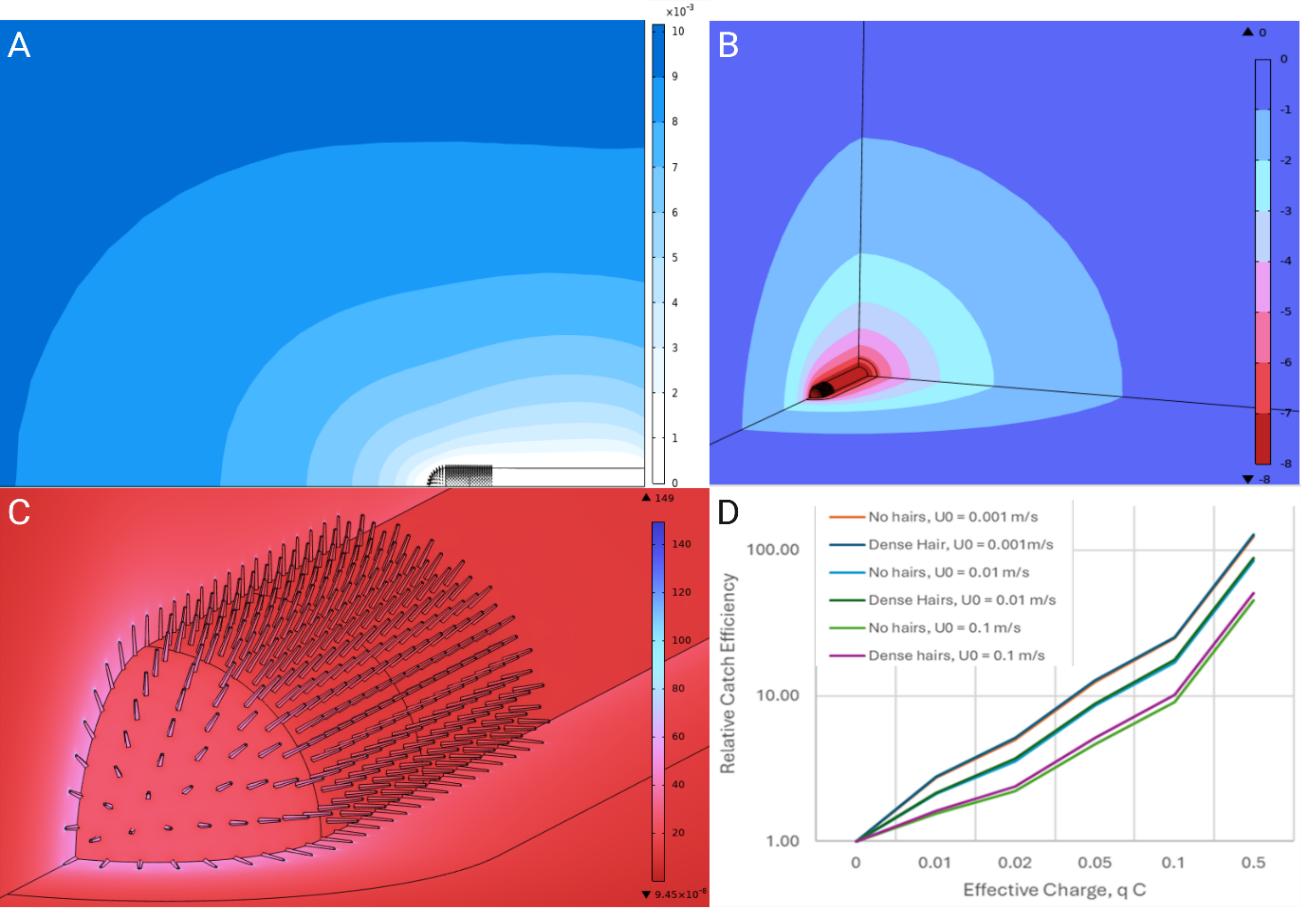 A
×10⁻³
10
9
8
7
6
5
4
3
2
1
0
B
▲ 0
0
-1
-2
-3
-4
-5
-6
-7
-8
▼ -8
C
▲ 149
140
120
100
80
60
40
20
▼ 9.45×10⁻⁸
D
No hairs, U0 = 0.001 m/s
Dense Hair, U0 = 0.001m/s
No hairs, U0 = 0.01 m/s
Dense Hairs, U0 = 0.01 m/s
No hairs, U0 = 0.1 m/s
Dense hairs, U0 = 0.1 m/s
Relative Catch Efficiency
100.00
10.00
1.00
0 0.01 0.02 0.05 0.1 0.5
Effective Charge, q C